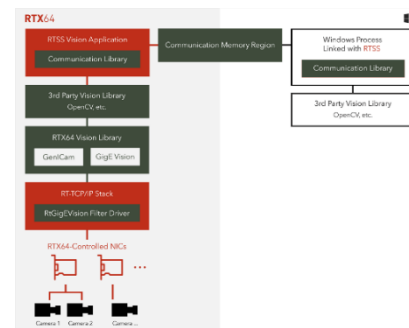 RTX64
RTSS Vision Application
Communication Library
Communication Memory Region
Windows Process
Linked with RTSS
Communication Library
3rd Party Vision Library
OpenCV, etc.
3rd Party Vision Library
OpenCV, etc.
RTX64 Vision Library
GenICam
GigE Vision
RT-TCP/IP Stack
RtGigEVision Filter Driver
RTX64-Controlled NICs
...
Camera 1
Camera 2
Camera ...